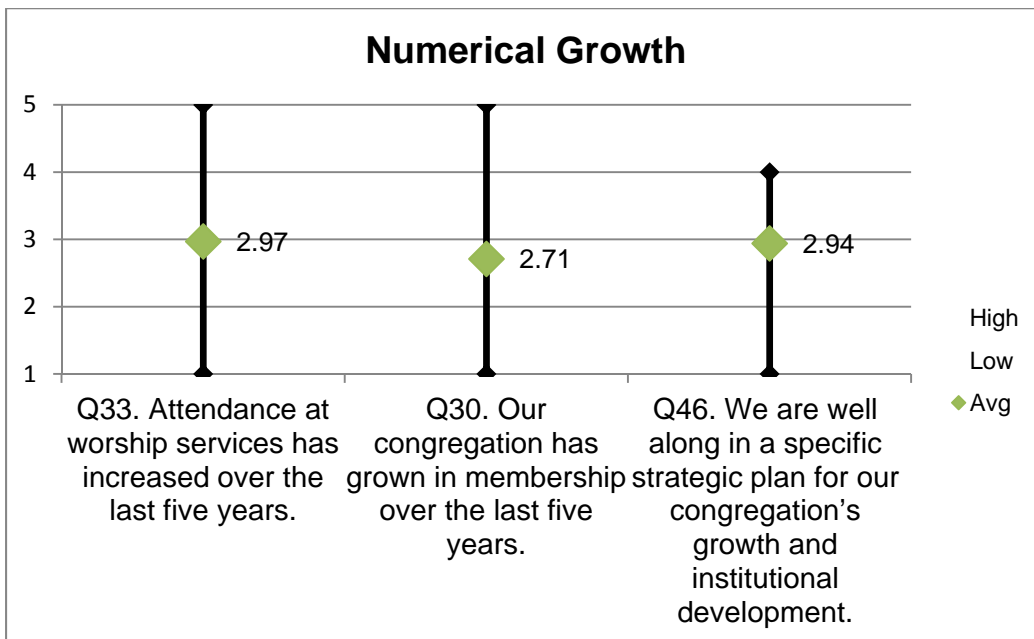 Numerical Growth
5
4
3
2
1
2.97
2.71
2.94
Q33. Attendance at
worship services has
increased over the
last five years.
Q30. Our
congregation has
grown in membership
over the last five
years.
Q46. We are well
along in a specific
strategic plan for our
congregation’s
growth and
institutional
development.
High
Low
Avg